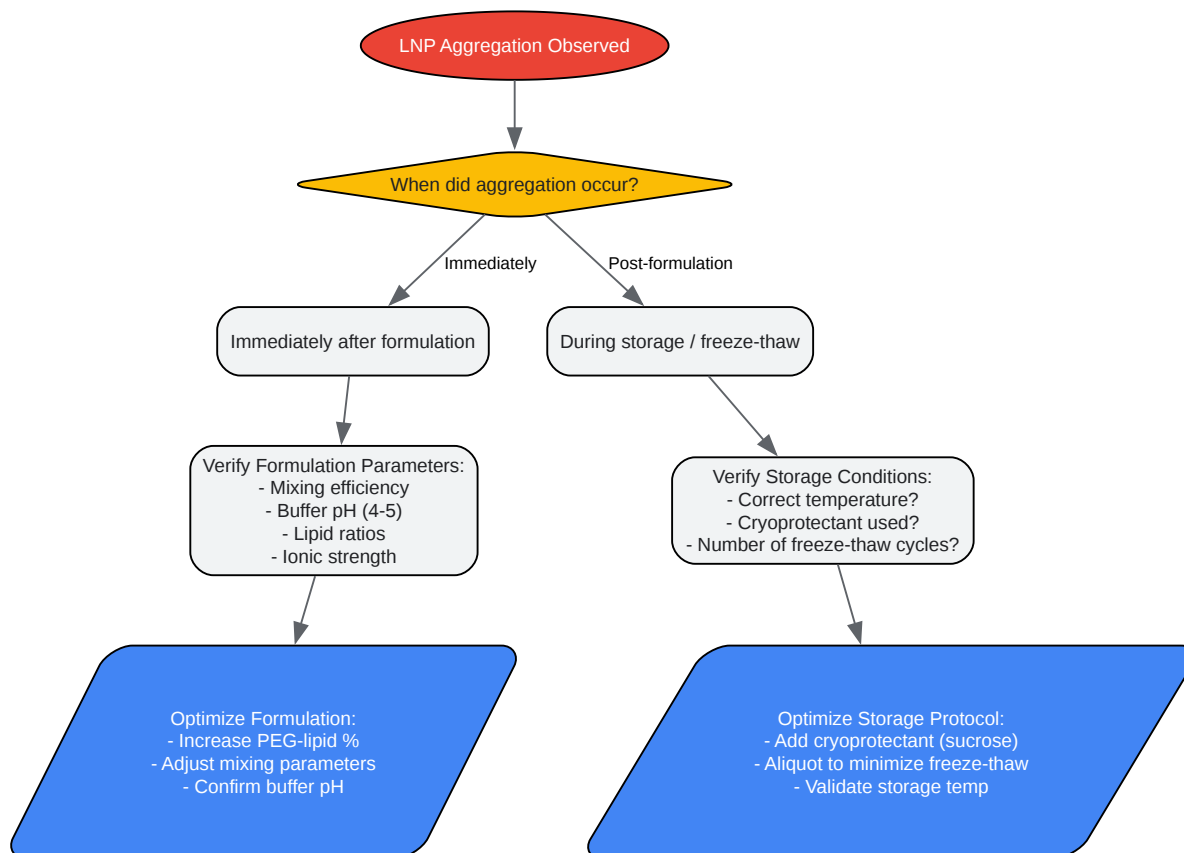 LNP Aggregation Observed
When did aggregation occur?
Immediately
Post-formulation
Immediately after formulation
During storage / freeze-thaw
Verify Formulation Parameters:
- Mixing efficiency
- Buffer pH (4-5)
- Lipid ratios
- Ionic strength
Verify Storage Conditions:
- Correct temperature?
- Cryoprotectant used?
- Number of freeze-thaw cycles?
Optimize Formulation:
- Increase PEG-lipid %
- Adjust mixing parameters
- Confirm buffer pH
Optimize Storage Protocol:
- Add cryoprotectant (sucrose)
- Aliquot to minimize freeze-thaw
- Validate storage temp